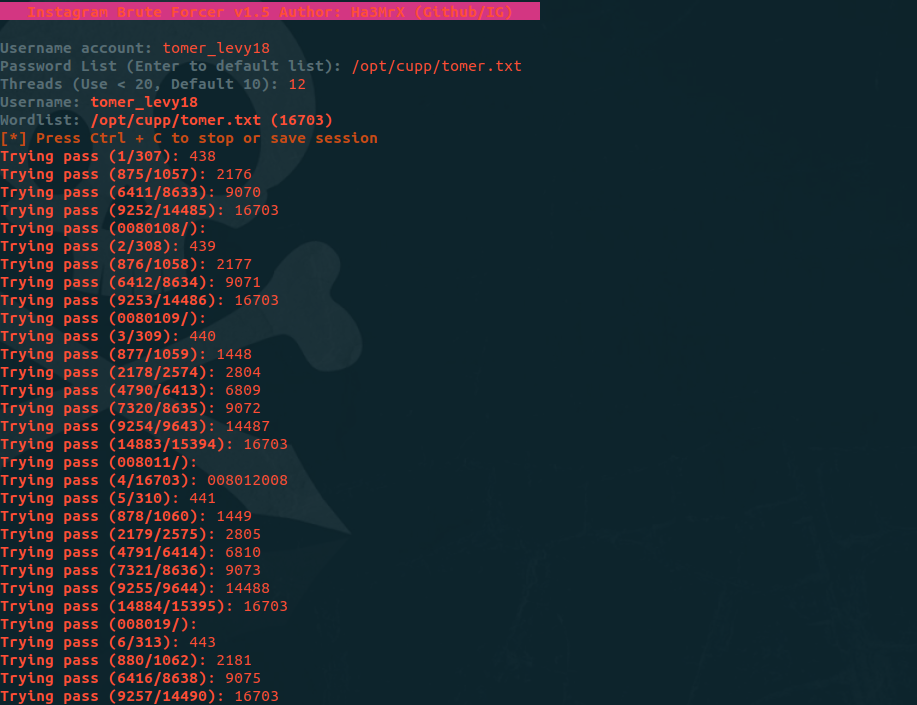 Instagram Brute Forcer v1.5 Author: Ha3MrX (Github/IG)
Username account: tomer_levy18
Password List (Enter to default list): /opt/cupp/tomer.txt
Threads (Use < 20, Default 10): 12
Username: tomer_levy18
Wordlist: /opt/cupp/tomer.txt (16703)
[*] Press Ctrl + C to stop or save session
Trying pass (1/307): 438
Trying pass (875/1057): 2176
Trying pass (6411/8633): 9070
Trying pass (9252/14485): 16703
Trying pass (0080108/):
Trying pass (2/308): 439
Trying pass (876/1058): 2177
Trying pass (6412/8634): 9071
Trying pass (9253/14486): 16703
Trying pass (0080109/):
Trying pass (3/309): 440
Trying pass (877/1059): 1448
Trying pass (2178/2574): 2804
Trying pass (4790/6413): 6809
Trying pass (7320/8635): 9072
Trying pass (9254/9643): 14487
Trying pass (14883/15394): 16703
Trying pass (008011/):
Trying pass (4/16703): 008012008
Trying pass (5/310): 441
Trying pass (878/1060): 1449
Trying pass (2179/2575): 2805
Trying pass (4791/6414): 6810
Trying pass (7321/8636): 9073
Trying pass (9255/9644): 14488
Trying pass (14884/15395): 16703
Trying pass (008019/):
Trying pass (6/313): 443
Trying pass (880/1062): 2181
Trying pass (6416/8638): 9075
Trying pass (9257/14490): 16703